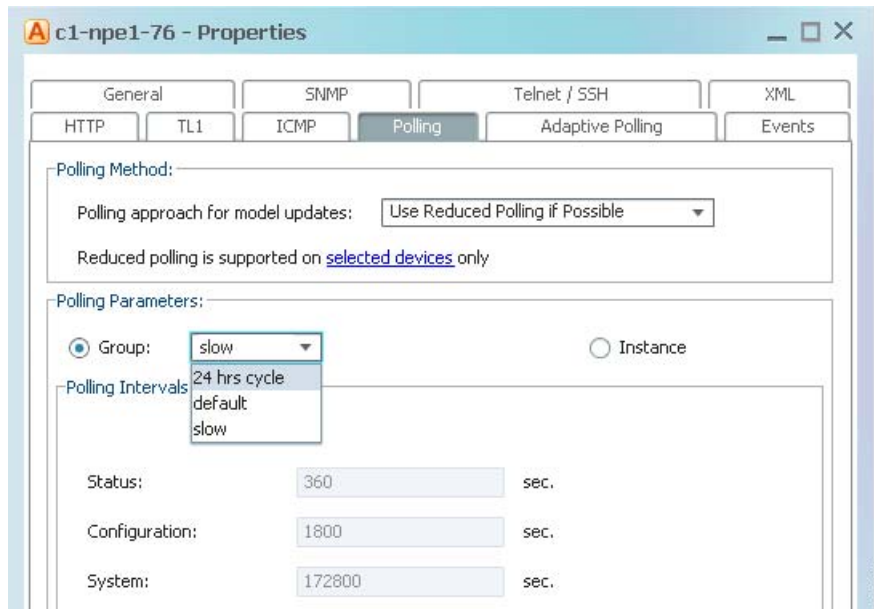 A c1-npe1-76 - Properties
General SNMP Telnet / SSH XML
HTTP TL1 ICMP Polling Adaptive Polling Events
Polling Method:
Polling approach for model updates: Use Reduced Polling if Possible
Reduced polling is supported on selected devices only
Polling Parameters:
Group: slow Instance
24 hrs cycle
Polling Intervals
default
slow
Status: 360 sec.
Configuration: 1800 sec.
System: 172800 sec.